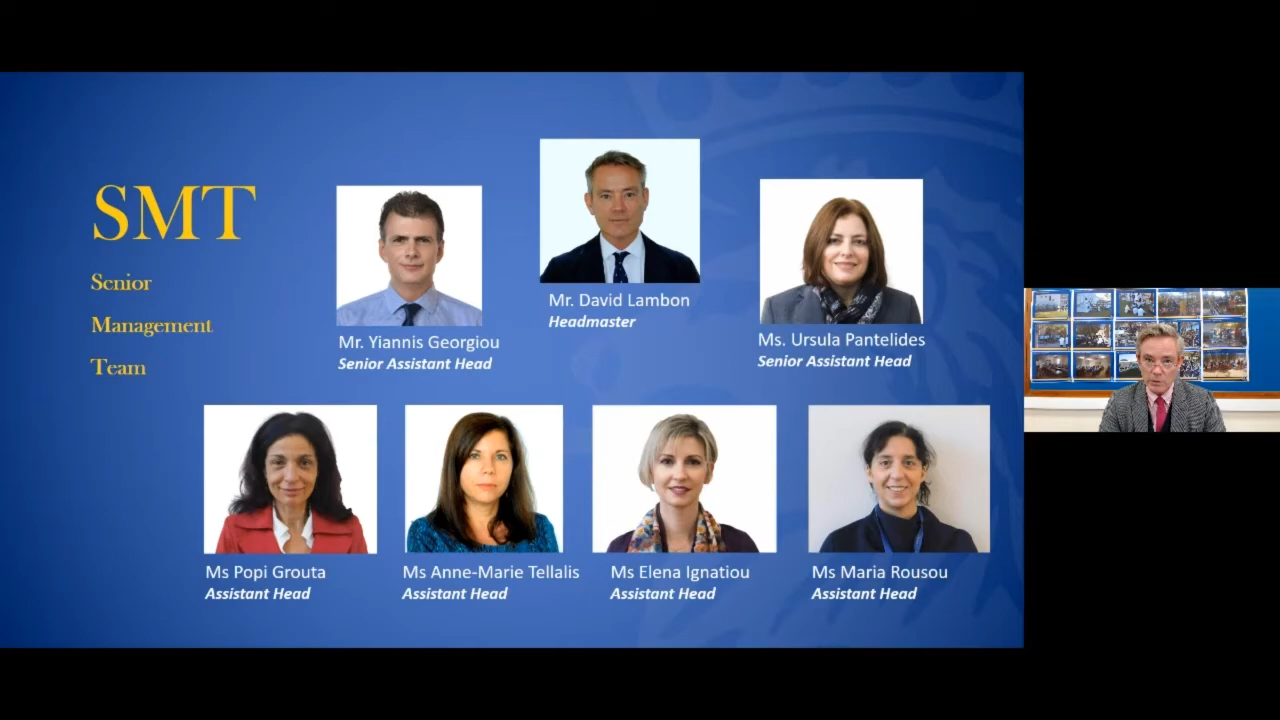 SMT
Senior
Management
Team
Mr. David Lambon
Headmaster
Mr. Yiannis Georgiou
Senior Assistant Head
Ms. Ursula Pantelides
Senior Assistant Head
Ms Popi Grouta
Assistant Head
Ms Anne-Marie Tellalis
Assistant Head
Ms Elena Ignatiou
Assistant Head
Ms Maria Rousou
Assistant Head